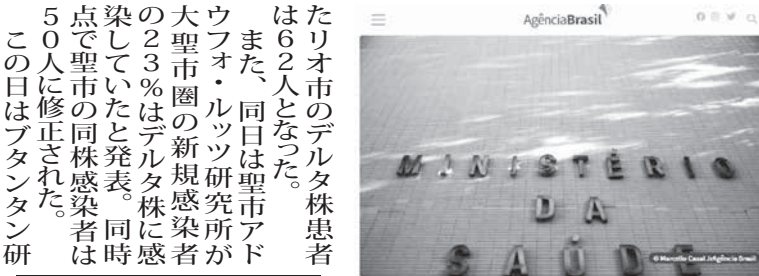 たリオ市のデルタ株患者
は62人となった。
また、同日は聖市アド
ウフォ・ルッツ研究所が
大聖市圏の新規感染者
の23%はデルタ株に感
染していたと発表。同時
点で聖市の同株感染者は
50人に修正された。
この日はブタンタン研
AgênciaBrasil
MINISTÉRIO
DA
SAÚDE
© Marcello Casal Jr/Agência Brasil